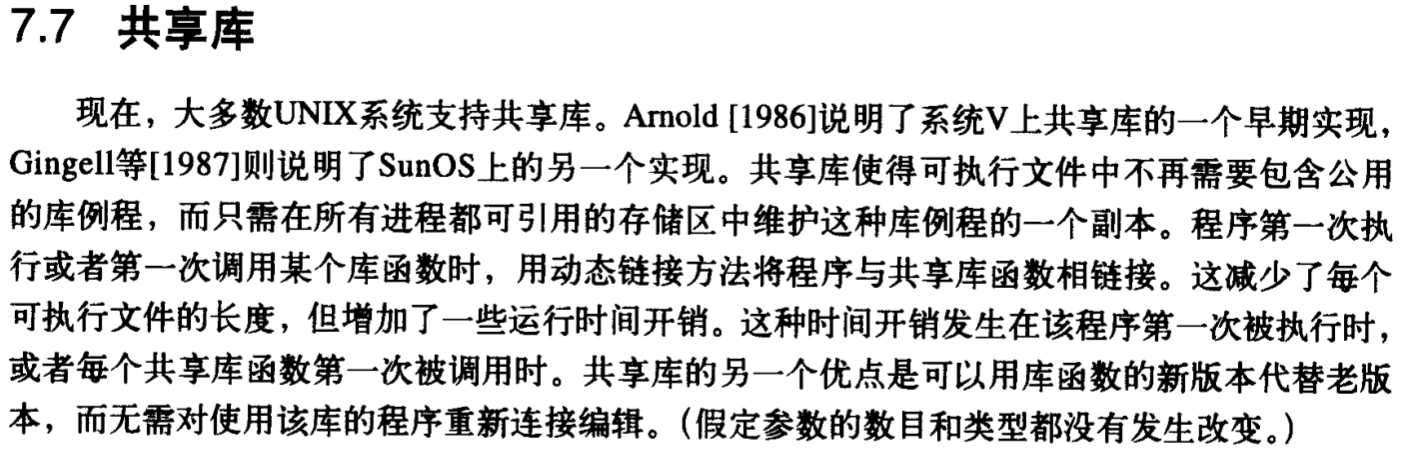 7.7 共享库
现在，大多数UNIX系统支持共享库。Arnold [1986]说明了系统V上共享库的一个早期实现，
Gingell等[1987]则说明了SunOS上的另一个实现。共享库使得可执行文件中不再需要包含公用
的库例程，而只需在所有进程都可引用的存储区中维护这种库例程的一个副本。程序第一次执
行或者第一次调用某个库函数时，用动态链接方法将程序与共享库函数相链接。这减少了每个
可执行文件的长度，但增加了一些运行时间开销。这种时间开销发生在该程序第一次被执行时，
或者每个共享库函数第一次被调用时。共享库的另一个优点是可以用库函数的新版本代替老版
本，而无需对使用该库的程序重新连接编辑。（假定参数的数目和类型都没有发生改变。）